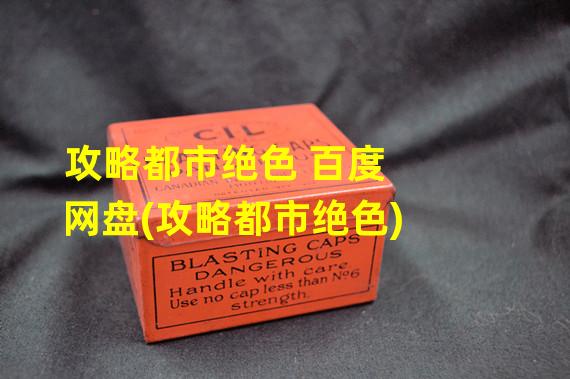 CIL
攻略都市绝色 百度
网盘(攻略都市绝色)
BLASTING CAPS
DANGEROUS
Handle with care
Use no cap less than Nº6
strength.